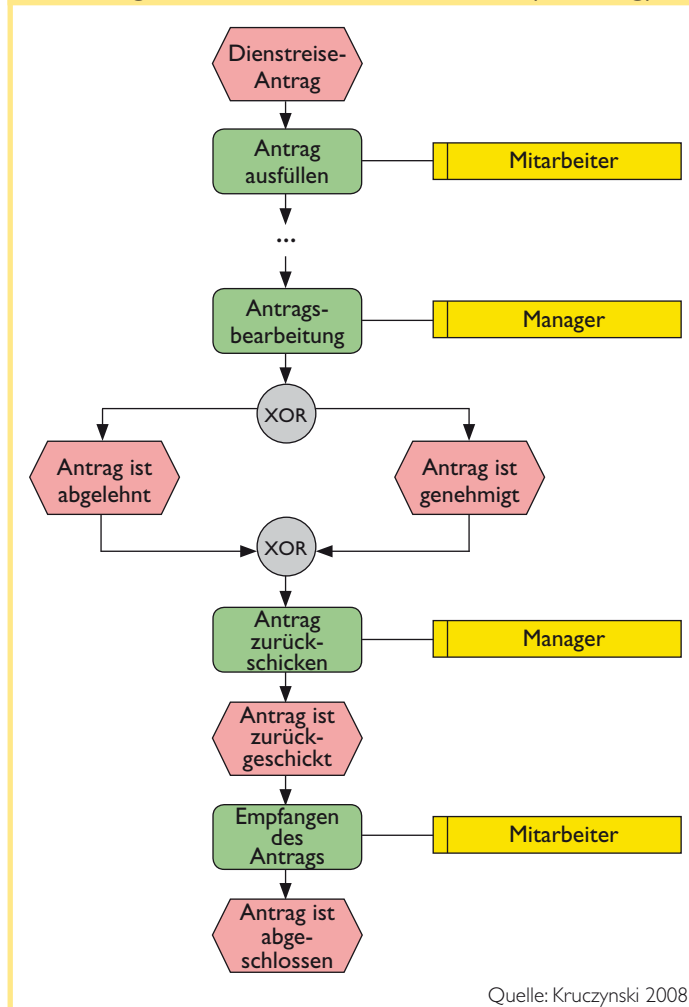 Dienstreise-
Antrag
Antrag
ausfüllen
Mitarbeiter
...
Antrags-
bearbeitung
Manager
XOR
Antrag ist
abgelehnt
Antrag ist
genehmigt
XOR
Antrag
zurück-
schicken
Manager
Antrag ist
zurück-
geschickt
Empfangen
des
Antrags
Mitarbeiter
Antrag ist
abge-
schlossen
Quelle: Kruczynski 2008